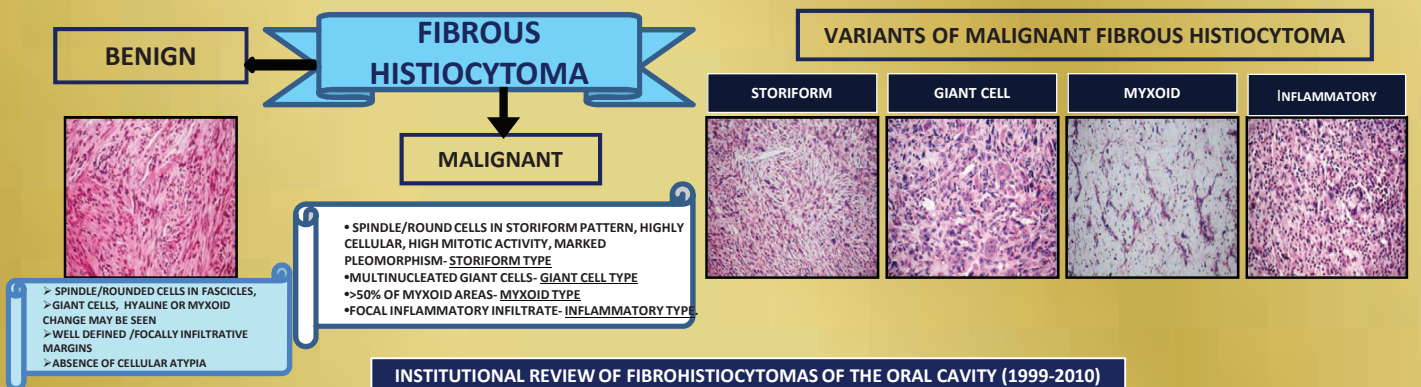 FIBROUS
HISTIOCYTOMA
BENIGN
➢ SPINDLE/ROUNDED CELLS IN FASCICLES,
➢GIANT CELLS, HYALINE OR MYXOID
CHANGE MAY BE SEEN
➢WELL DEFINED /FOCALLY INFILTRATIVE
MARGINS
➢ABSENCE OF CELLULAR ATYPIA
MALIGNANT
• SPINDLE/ROUND CELLS IN STORIFORM PATTERN, HIGHLY
CELLULAR, HIGH MITOTIC ACTIVITY, MARKED
PLEOMORPHISM- STORIFORM TYPE
•MULTINUCLEATED GIANT CELLS- GIANT CELL TYPE
•>50% OF MYXOID AREAS- MYXOID TYPE
•FOCAL INFLAMMATORY INFILTRATE- INFLAMMATORY TYPE.
VARIANTS OF MALIGNANT FIBROUS HISTIOCYTOMA
STORIFORM
GIANT CELL
MYXOID
INFLAMMATORY
INSTITUTIONAL REVIEW OF FIBROHISTIOCYTOMAS OF THE ORAL CAVITY (1999-2010)